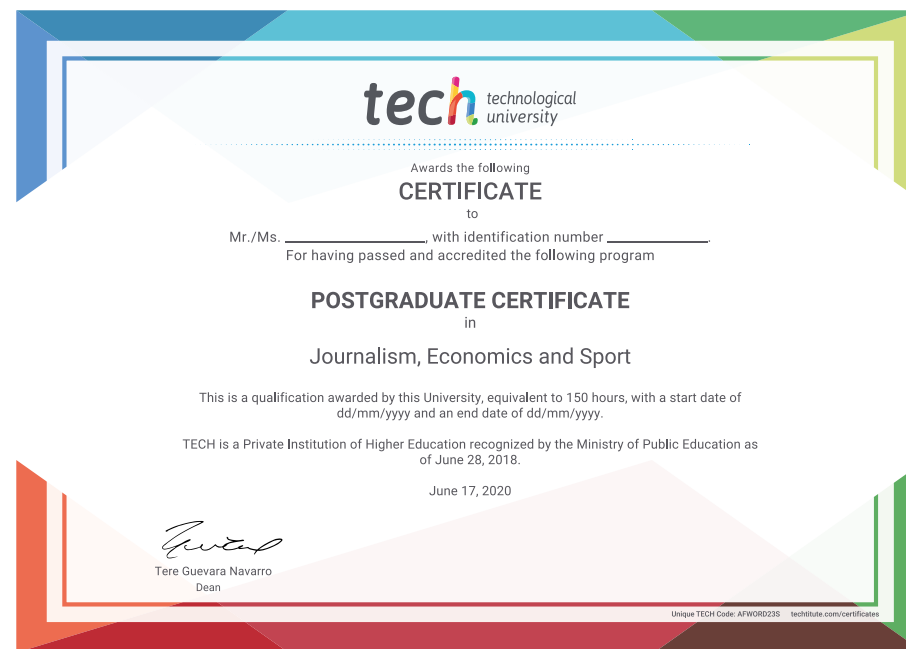 tech technological
university
Awards the following
CERTIFICATE
to
Mr./Ms. ____________________, with identification number ______________.
For having passed and accredited the following program
POSTGRADUATE CERTIFICATE
in
Journalism, Economics and Sport
This is a qualification awarded by this University, equivalent to 150 hours, with a start date of
dd/mm/yyyy and an end date of dd/mm/yyyy.
TECH is a Private Institution of Higher Education recognized by the Ministry of Public Education as
of June 28, 2018.
June 17, 2020
Tere Guevara Navarro
Dean
Unique TECH Code: AFWORD23S techtitute.com/certificates